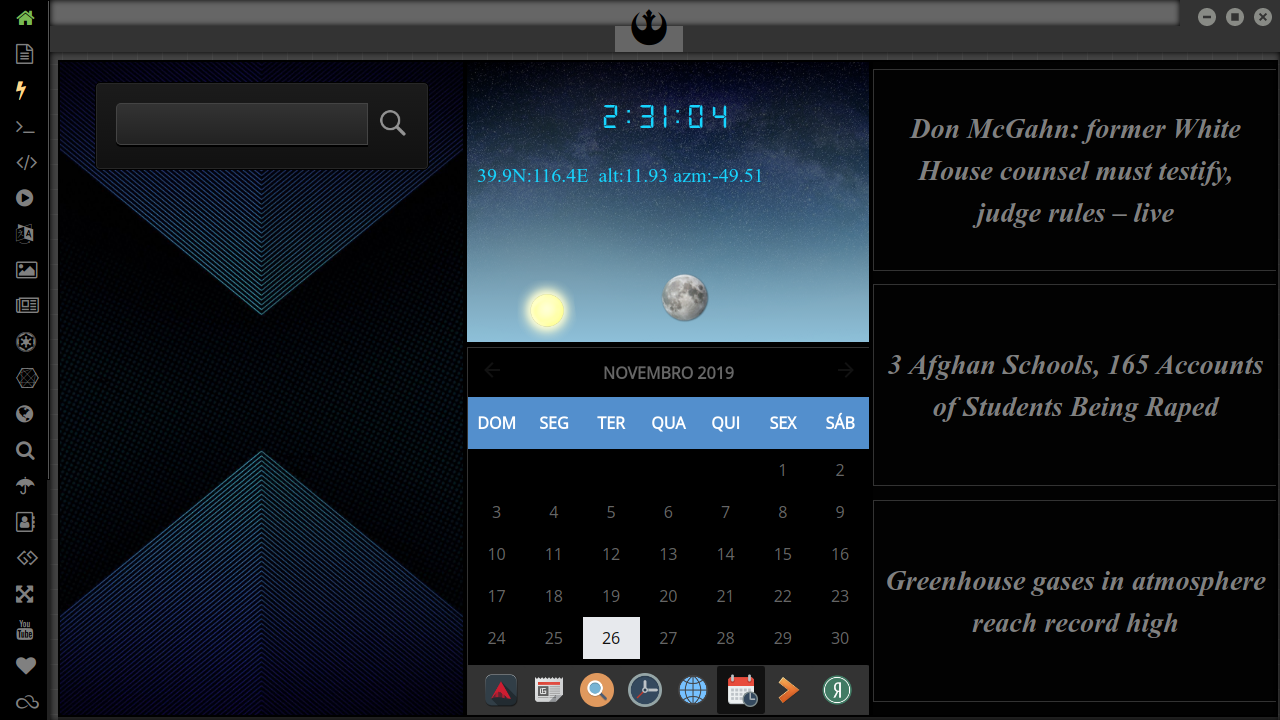 2:31:04
39.9N:116.4E alt:11.93 azm:-49.51
NOVEMBRO 2019
DOM SEG TER QUA QUI SEX SÁB
1 2
3 4 5 6 7 8 9
10 11 12 13 14 15 16
17 18 19 20 21 22 23
24 25 26 27 28 29 30
Don McGahn: former White
House counsel must testify,
judge rules – live
3 Afghan Schools, 165 Accounts
of Students Being Raped
Greenhouse gases in atmosphere
reach record high
You
Tube
Я